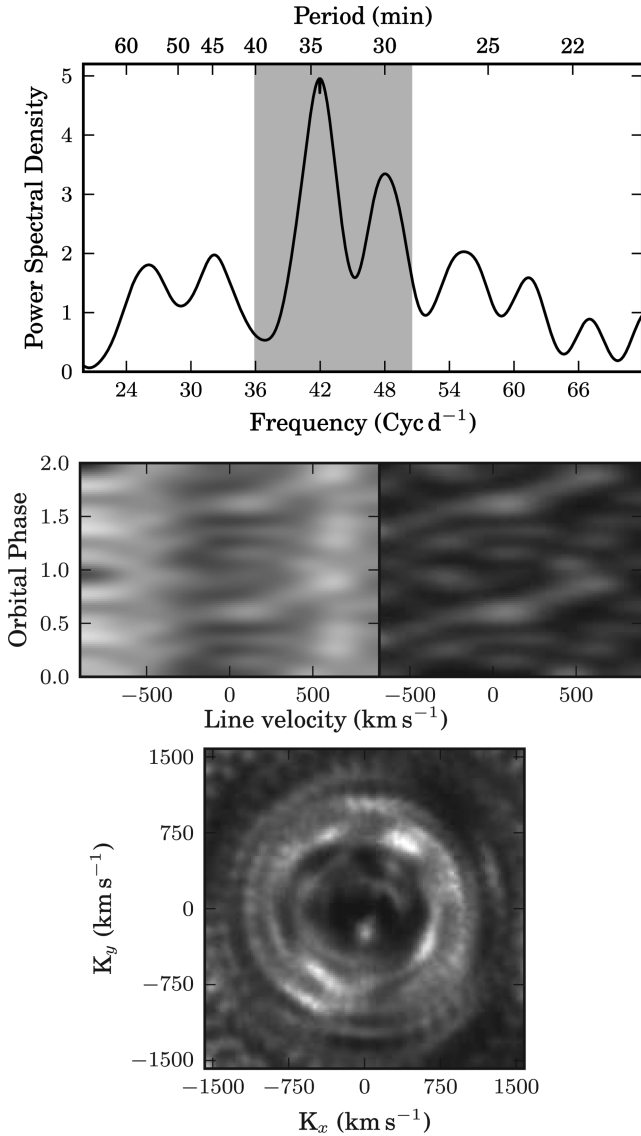 Period (min)
60 50 45 40 35 30 25 22
Power Spectral Density
5
4
3
2
1
0
24 30 36 42 48 54 60 66
Frequency (Cyc d⁻¹)
Orbital Phase
2.0
1.5
1.0
0.5
0.0
−500 0 500 −500 0 500
Line velocity (km s⁻¹)
K_y (km s⁻¹)
1500
750
0
−750
−1500
−1500 −750 0 750 1500
K_x (km s⁻¹)